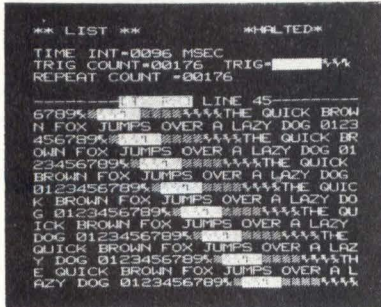 ** LIST ** *HALTED*
TIME INT=0096 MSEC
TRIG COUNT=00176 TRIG=
REPEAT COUNT =00176
LINE 45
6789 THE QUICK BROW
N FOX JUMPS OVER A LAZY DOG 0123
456789 THE QUICK BR
OWN FOX JUMPS OVER A LAZY DOG 01
23456789 THE QUICK
BROWN FOX JUMPS OVER A LAZY DOG
0123456789 THE QUIC
K BROWN FOX JUMPS OVER A LAZY DO
G 0123456789 THE QU
ICK BROWN FOX JUMPS OVER A LAZY
DOG 0123456789 THE
QUICK BROWN FOX JUMPS OVER A LAZ
Y DOG 0123456789 TH
E QUICK BROWN FOX JUMPS OVER A L
AZY DOG 0123456789